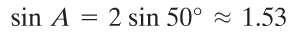 sin A = 2 sin 50° ≈ 1.53